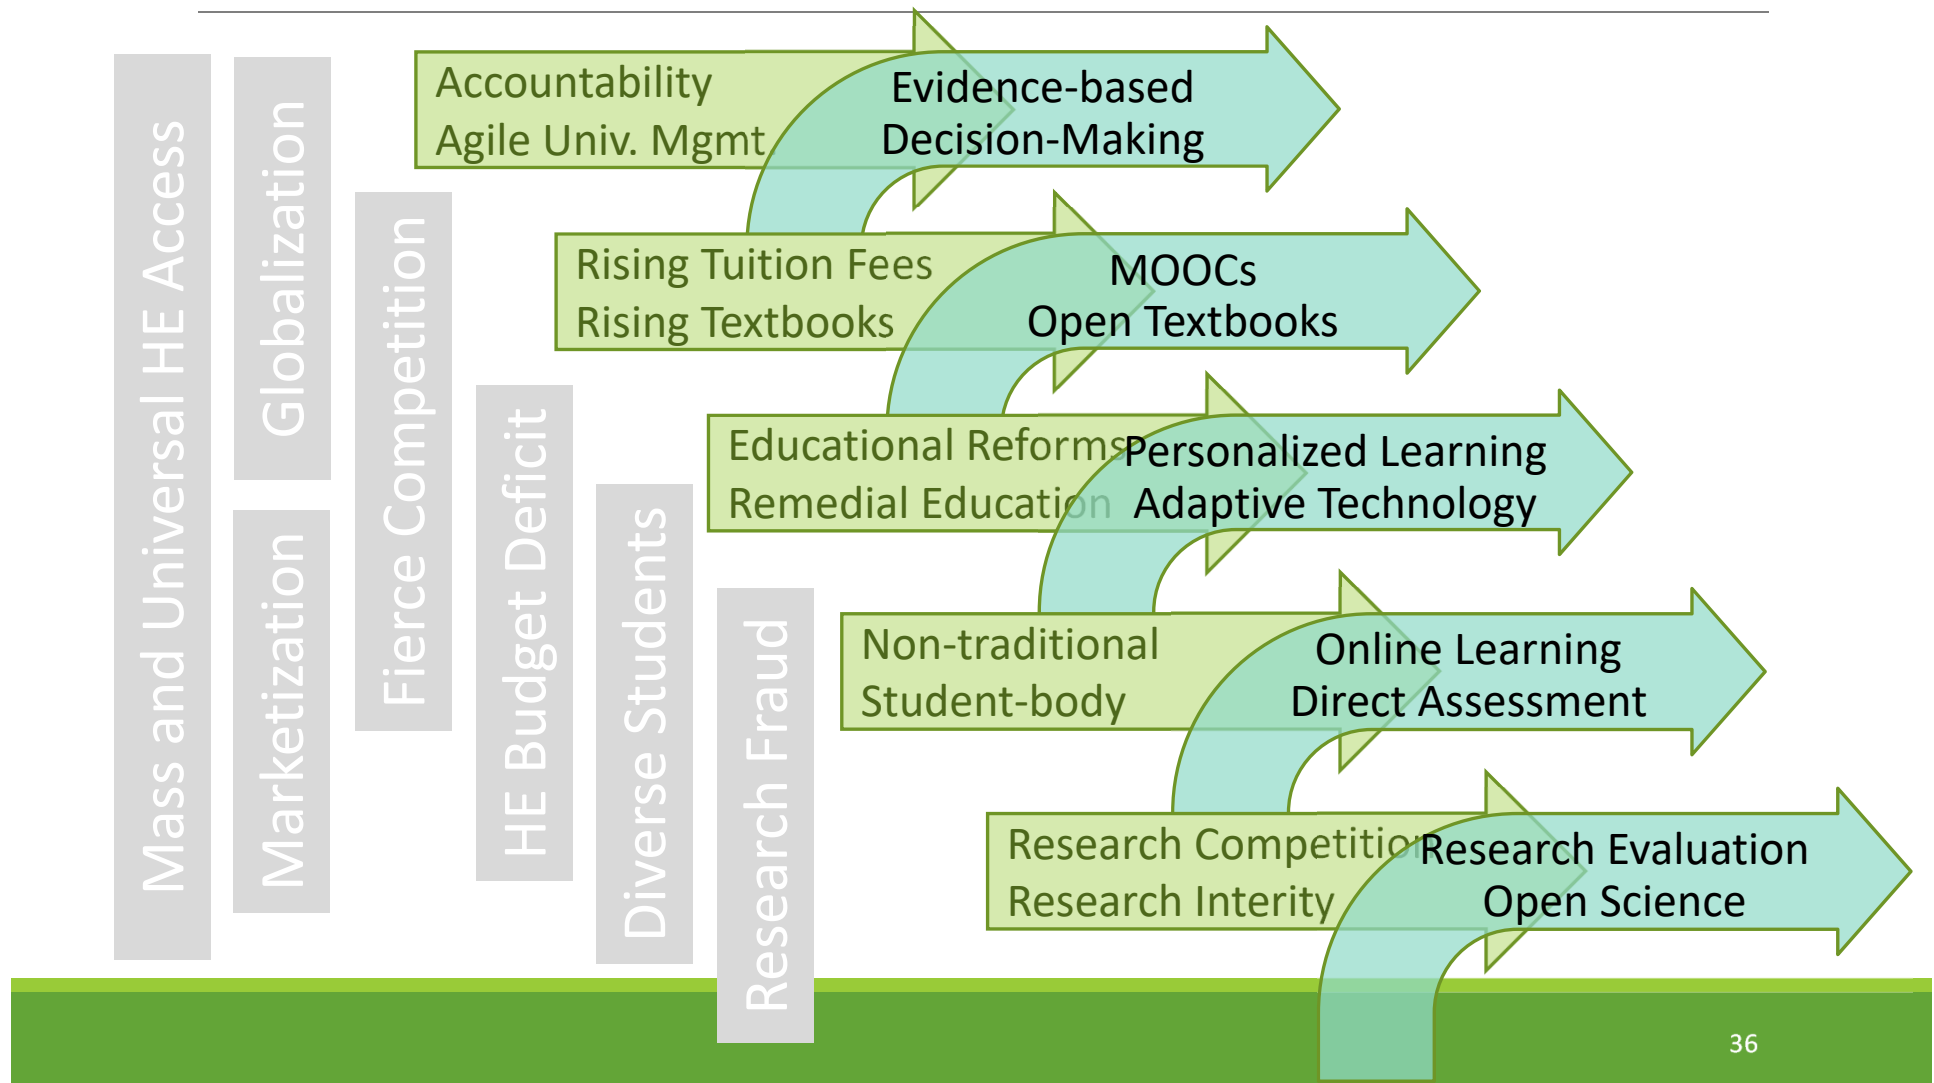 Mass and Universal HE Access
Globalization
Marketization
Fierce Competition
HE Budget Deficit
Diverse Students
Research Fraud
Accountability
Agile Univ. Mgmt.
Evidence-based
Decision-Making
Rising Tuition Fees
Rising Textbooks
MOOCs
Open Textbooks
Educational Reforms
Remedial Education
Personalized Learning
Adaptive Technology
Non-traditional
Student-body
Online Learning
Direct Assessment
Research Competition
Research Interity
Research Evaluation
Open Science
36